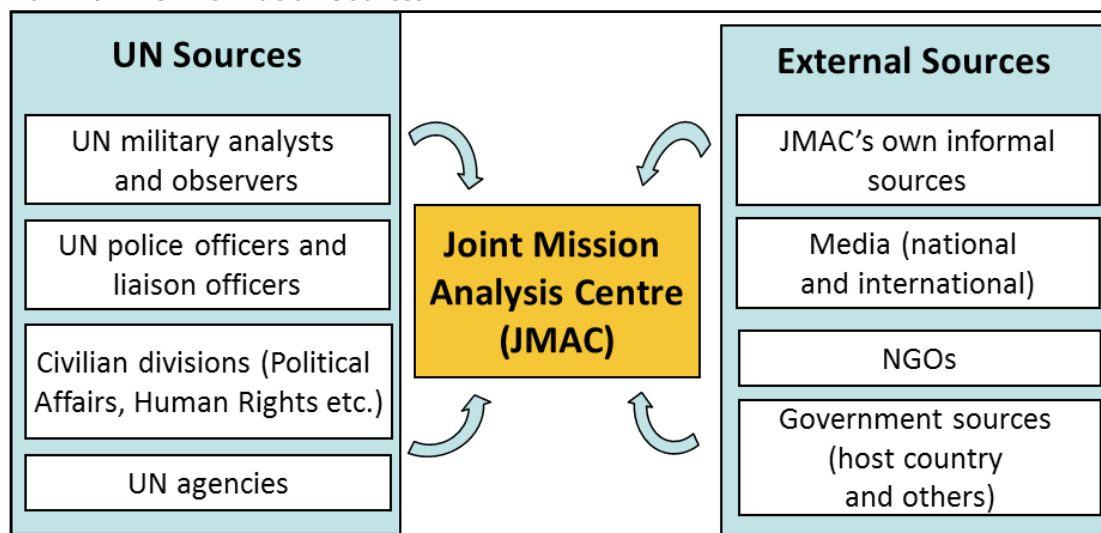 UN Sources
UN military analysts
and observers
UN police officers and
liaison officers
Civilian divisions (Political
Affairs, Human Rights etc.)
UN agencies
Joint Mission
Analysis Centre
(JMAC)
External Sources
JMAC's own informal
sources
Media (national
and international)
NGOs
Government sources
(host country
and others)